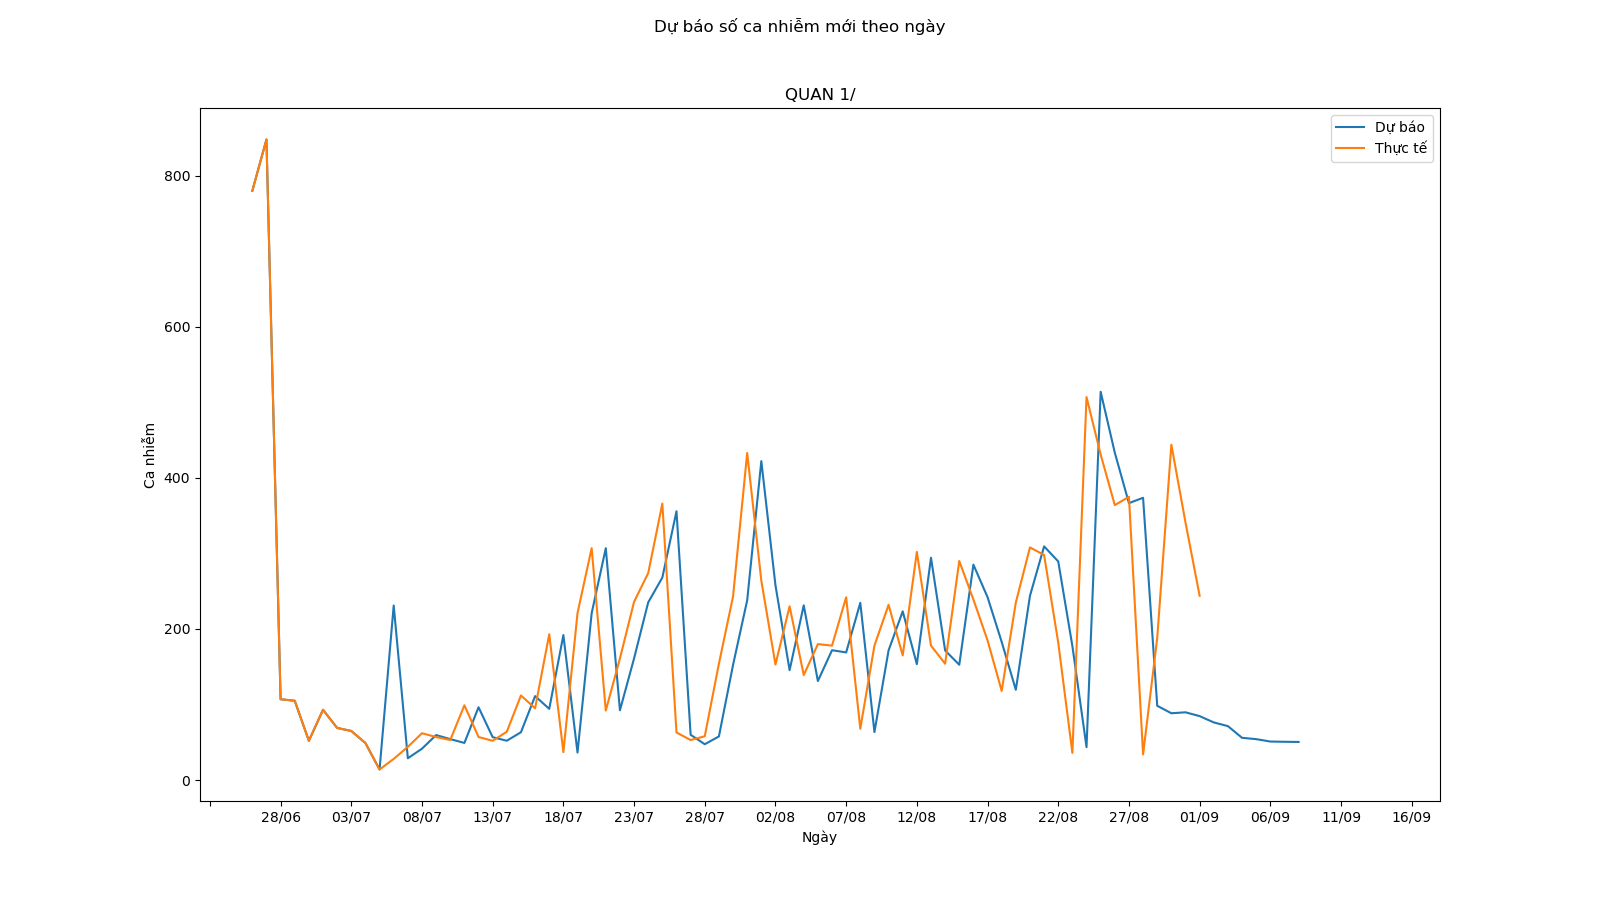 Dự báo số ca nhiễm mới theo ngày
QUAN 1/
Dự báo
Thực tế
800
600
400
200
0
Ca nhiễm
28/06 03/07 08/07 13/07 18/07 23/07 28/07 02/08 07/08 12/08 17/08 22/08 27/08 01/09 06/09 11/09 16/09
Ngày